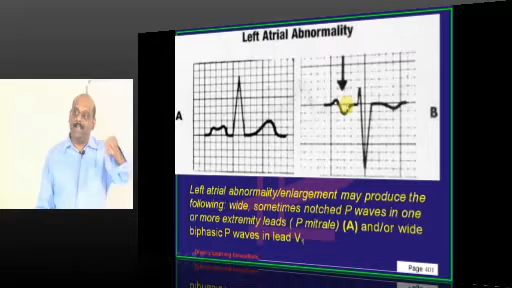 Left Atrial Abnormality
A
B
Left atrial abnormality/enlargement may produce the
following: wide, sometimes notched P waves in one
or more extremity leads ( P mitrale) (A) and/or wide
biphasic P waves in lead V1
Page 401